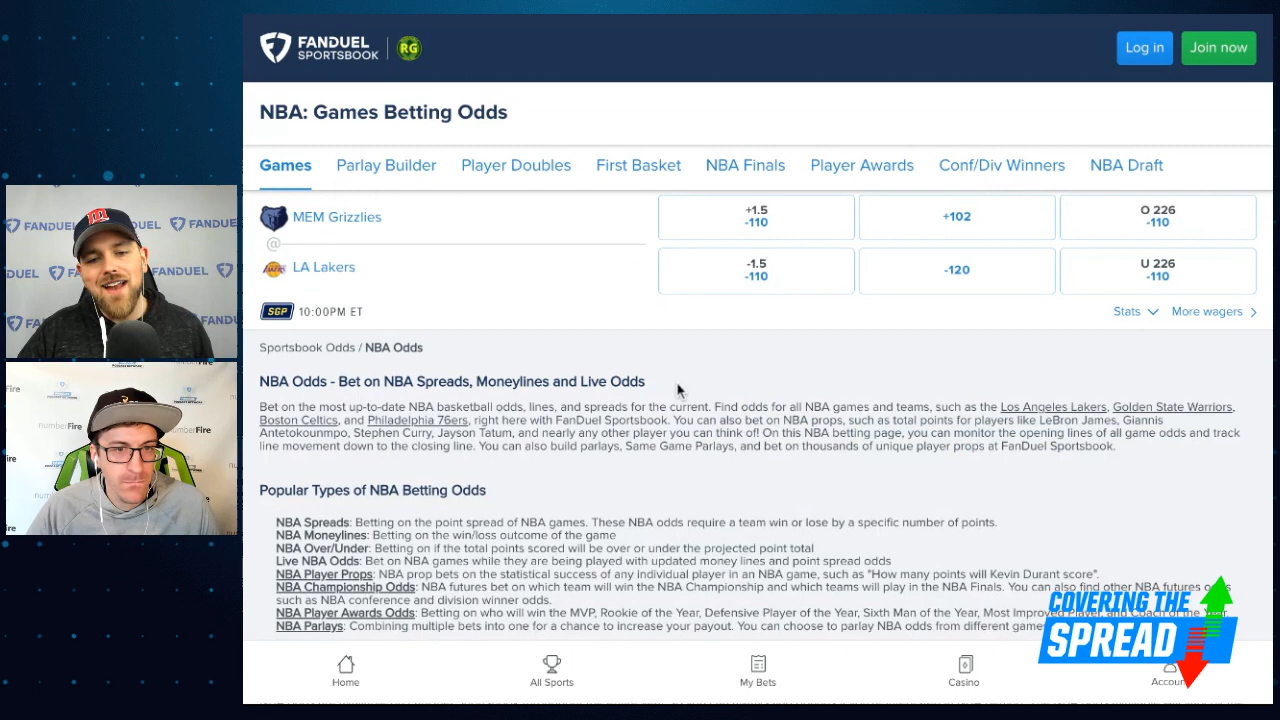 FANDUEL
SPORTSBOOK
RG
Log in
Join now
NBA: Games Betting Odds
Games
Parlay Builder
Player Doubles
First Basket
NBA Finals
Player Awards
Conf/Div Winners
NBA Draft
MEM Grizzlies
+1.5
-110
+102
O 226
-110
@
LA Lakers
-1.5
-110
-120
U 226
-110
SGP
10:00PM ET
Stats
More wagers
Sportsbook Odds / NBA Odds
NBA Odds - Bet on NBA Spreads, Moneylines and Live Odds
Bet on the most up-to-date NBA basketball odds, lines, and spreads for the current. Find odds for all NBA games and teams, such as the Los Angeles Lakers, Golden State Warriors,
Boston Celtics, and Philadelphia 76ers, right here with FanDuel Sportsbook. You can also bet on NBA props, such as total points for players like LeBron James, Giannis
Antetokounmpo, Stephen Curry, Jayson Tatum, and nearly any other player you can think of! On this NBA betting page, you can monitor the opening lines of all game odds and track
line movement down to the closing line. You can also build parlays, Same Game Parlays, and bet on thousands of unique player props at FanDuel Sportsbook.
Popular Types of NBA Betting Odds
NBA Spreads: Betting on the point spread of NBA games. These NBA odds require a team win or lose by a specific number of points.
NBA Moneylines: Betting on the win/loss outcome of the game
NBA Over/Under: Betting on if the total points scored will be over or under the projected point total
Live NBA Odds: Bet on NBA games while they are being played with updated money lines and point spread odds
NBA Player Props: NBA prop bets on the statistical success of any individual player in an NBA game, such as "How many points will Kevin Durant score".
NBA Championship Odds: NBA futures bet on which team will win the NBA Championship and which teams will play in the NBA Finals. You can also find other NBA futures
such as NBA conference and division winner odds.
NBA Player Awards Odds: Betting on who will win the MVP, Rookie of the Year, Defensive Player of the Year, Sixth Man of the Year, Most Improved Player, and Coach of the Year.
NBA Parlays: Combining multiple bets into one for a chance to increase your payout. You can choose to parlay NBA odds from different
COVERING THE
SPREAD
Home
All Sports
My Bets
Casino
Account
FANDUEL
FANDUEL
FANDUEL
numberFire
numberFire